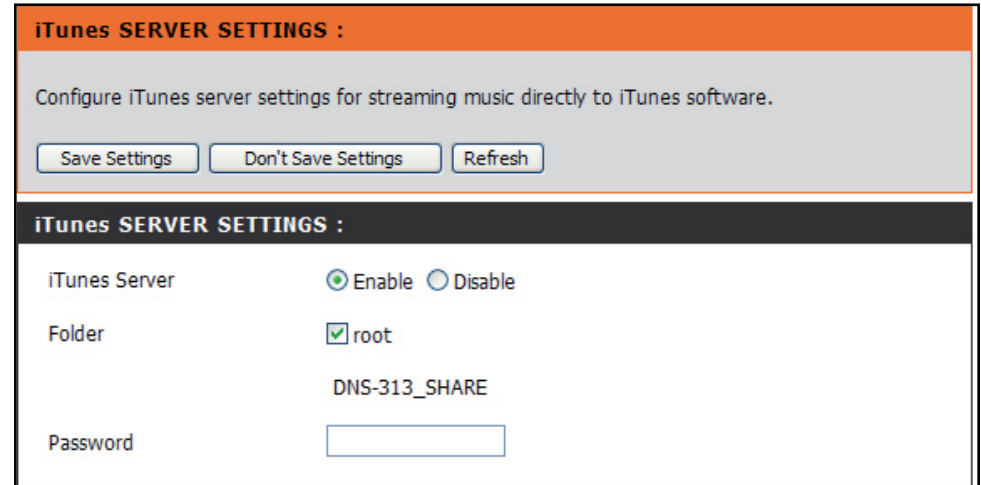 iTunes SERVER SETTINGS :
Configure iTunes server settings for streaming music directly to iTunes software.
Save Settings Don't Save Settings Refresh
iTunes SERVER SETTINGS :
iTunes Server Enable Disable
Folder root
DNS-313_SHARE
Password